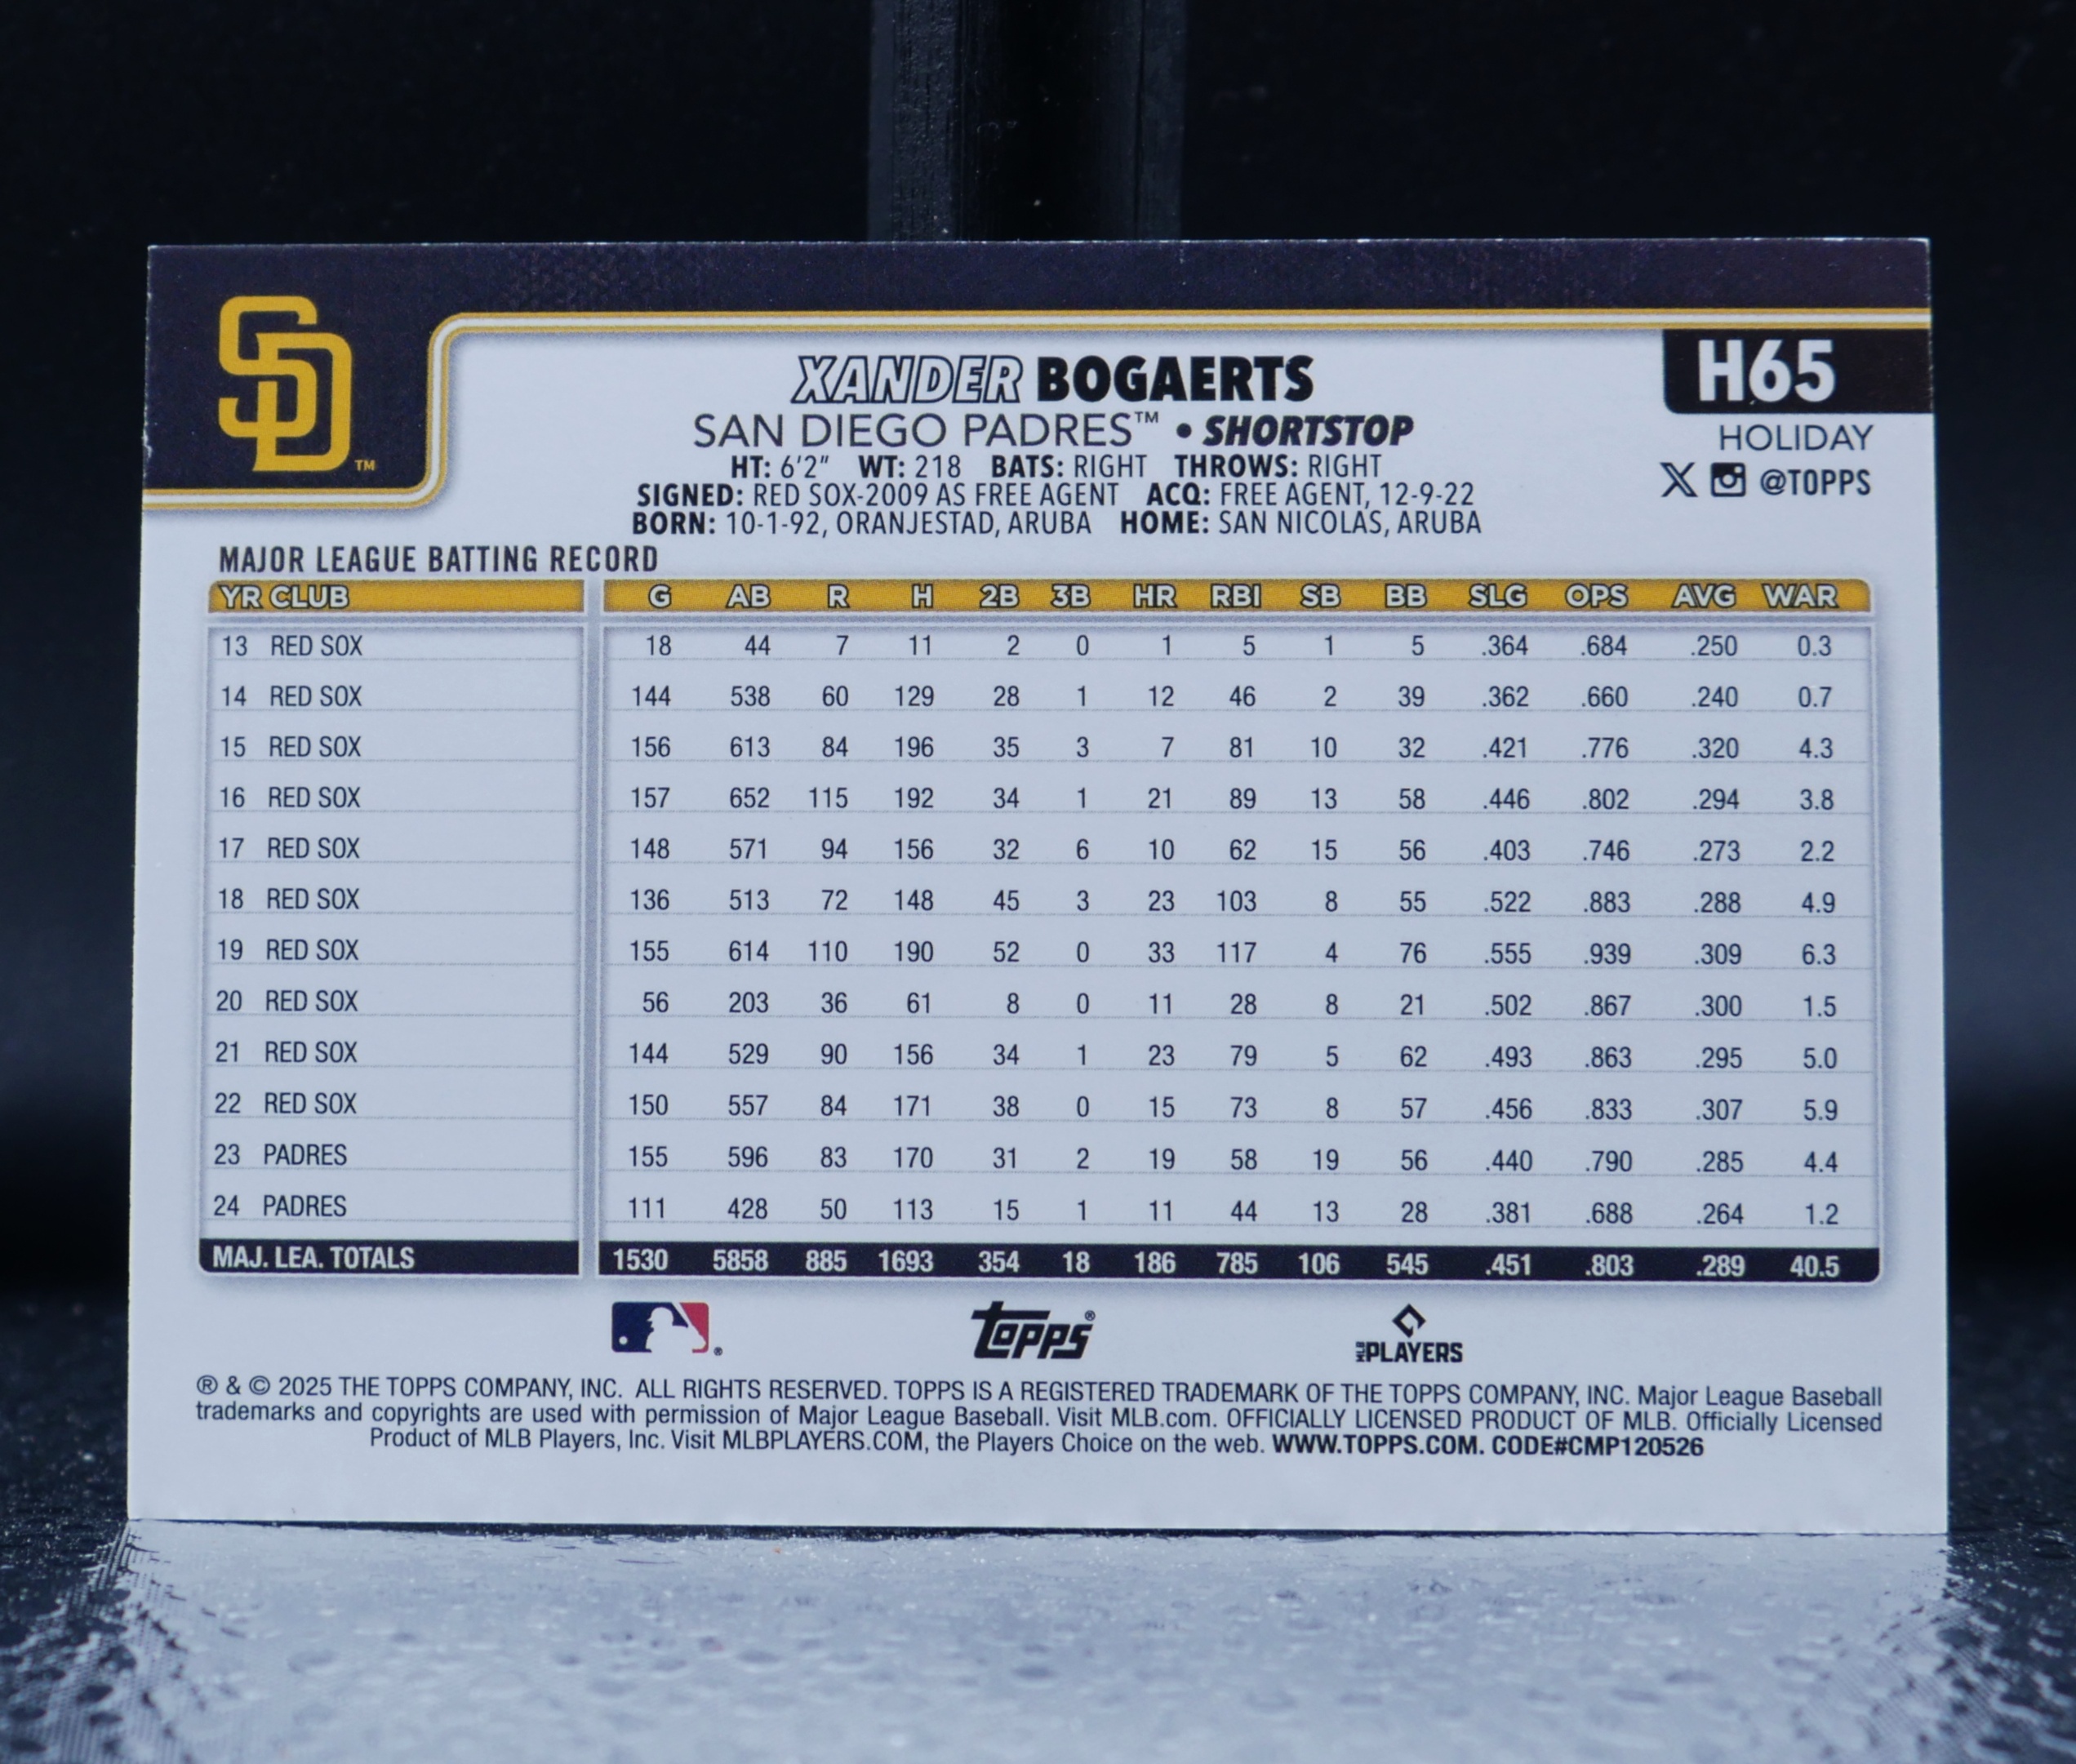 SD™
XANDER BOGAERTS
H65
SAN DIEGO PADRES™ • SHORTSTOP
HOLIDAY
HT: 6'2" WT: 218 BATS: RIGHT THROWS: RIGHT
@TOPPS
SIGNED: RED SOX-2009 AS FREE AGENT ACQ: FREE AGENT, 12-9-22
BORN: 10-1-92, ORANJESTAD, ARUBA HOME: SAN NICOLAS, ARUBA
MAJOR LEAGUE BATTING RECORD
YR CLUB G AB R H 2B 3B HR RBI SB BB SLG OPS AVG WAR
13 RED SOX 18 44 7 11 2 0 1 5 1 5 .364 .684 .250 0.3
14 RED SOX 144 538 60 129 28 1 12 46 2 39 .362 .660 .240 0.7
15 RED SOX 156 613 84 196 35 3 7 81 10 32 .421 .776 .320 4.3
16 RED SOX 157 652 115 192 34 1 21 89 13 58 .446 .802 .294 3.8
17 RED SOX 148 571 94 156 32 6 10 62 15 56 .403 .746 .273 2.2
18 RED SOX 136 513 72 148 45 3 23 103 8 55 .522 .883 .288 4.9
19 RED SOX 155 614 110 190 52 0 33 117 4 76 .555 .939 .309 6.3
20 RED SOX 56 203 36 61 8 0 11 28 8 21 .502 .867 .300 1.5
21 RED SOX 144 529 90 156 34 1 23 79 5 62 .493 .863 .295 5.0
22 RED SOX 150 557 84 171 38 0 15 73 8 57 .456 .833 .307 5.9
23 PADRES 155 596 83 170 31 2 19 58 19 56 .440 .790 .285 4.4
24 PADRES 111 428 50 113 15 1 11 44 13 28 .381 .688 .264 1.2
MAJ. LEA. TOTALS 1530 5858 885 1693 354 18 186 785 106 545 .451 .803 .289 40.5
® Topps® MLB PLAYERS
® & © 2025 THE TOPPS COMPANY, INC. ALL RIGHTS RESERVED. TOPPS IS A REGISTERED TRADEMARK OF THE TOPPS COMPANY, INC. Major League Baseball
trademarks and copyrights are used with permission of Major League Baseball. Visit MLB.com. OFFICIALLY LICENSED PRODUCT OF MLB. Officially Licensed
Product of MLB Players, Inc. Visit MLBPLAYERS.COM, the Players Choice on the web. WWW.TOPPS.COM. CODE#CMP120526